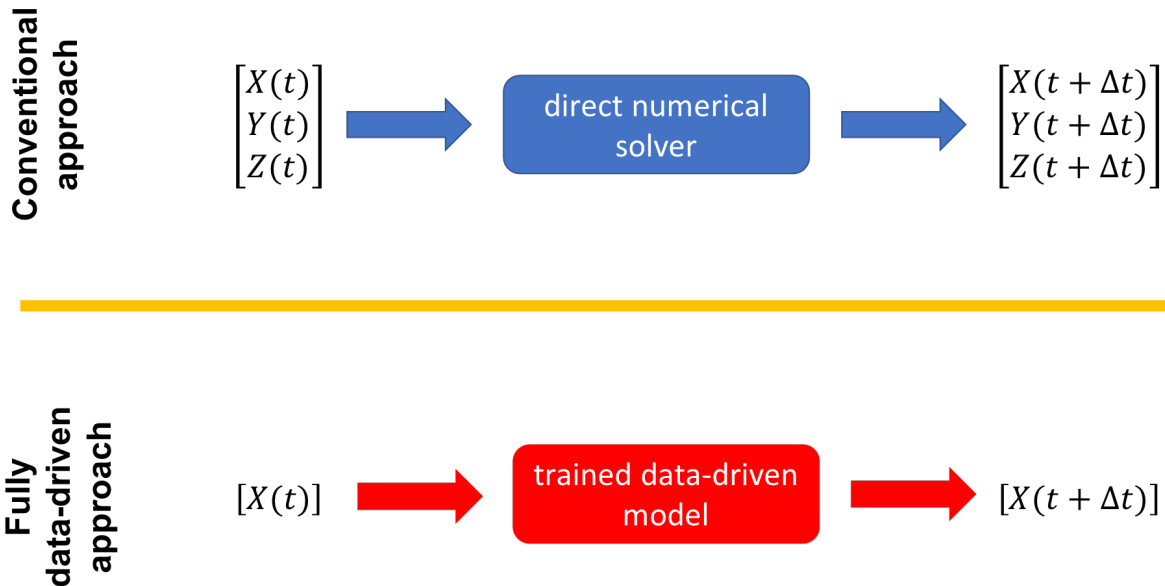 Conventional
approach
[X(t)
Y(t)
Z(t)]
direct numerical
solver
[X(t + Δt)
Y(t + Δt)
Z(t + Δt)]
Fully
data-driven
approach
[X(t)]
trained data-driven
model
[X(t + Δt)]